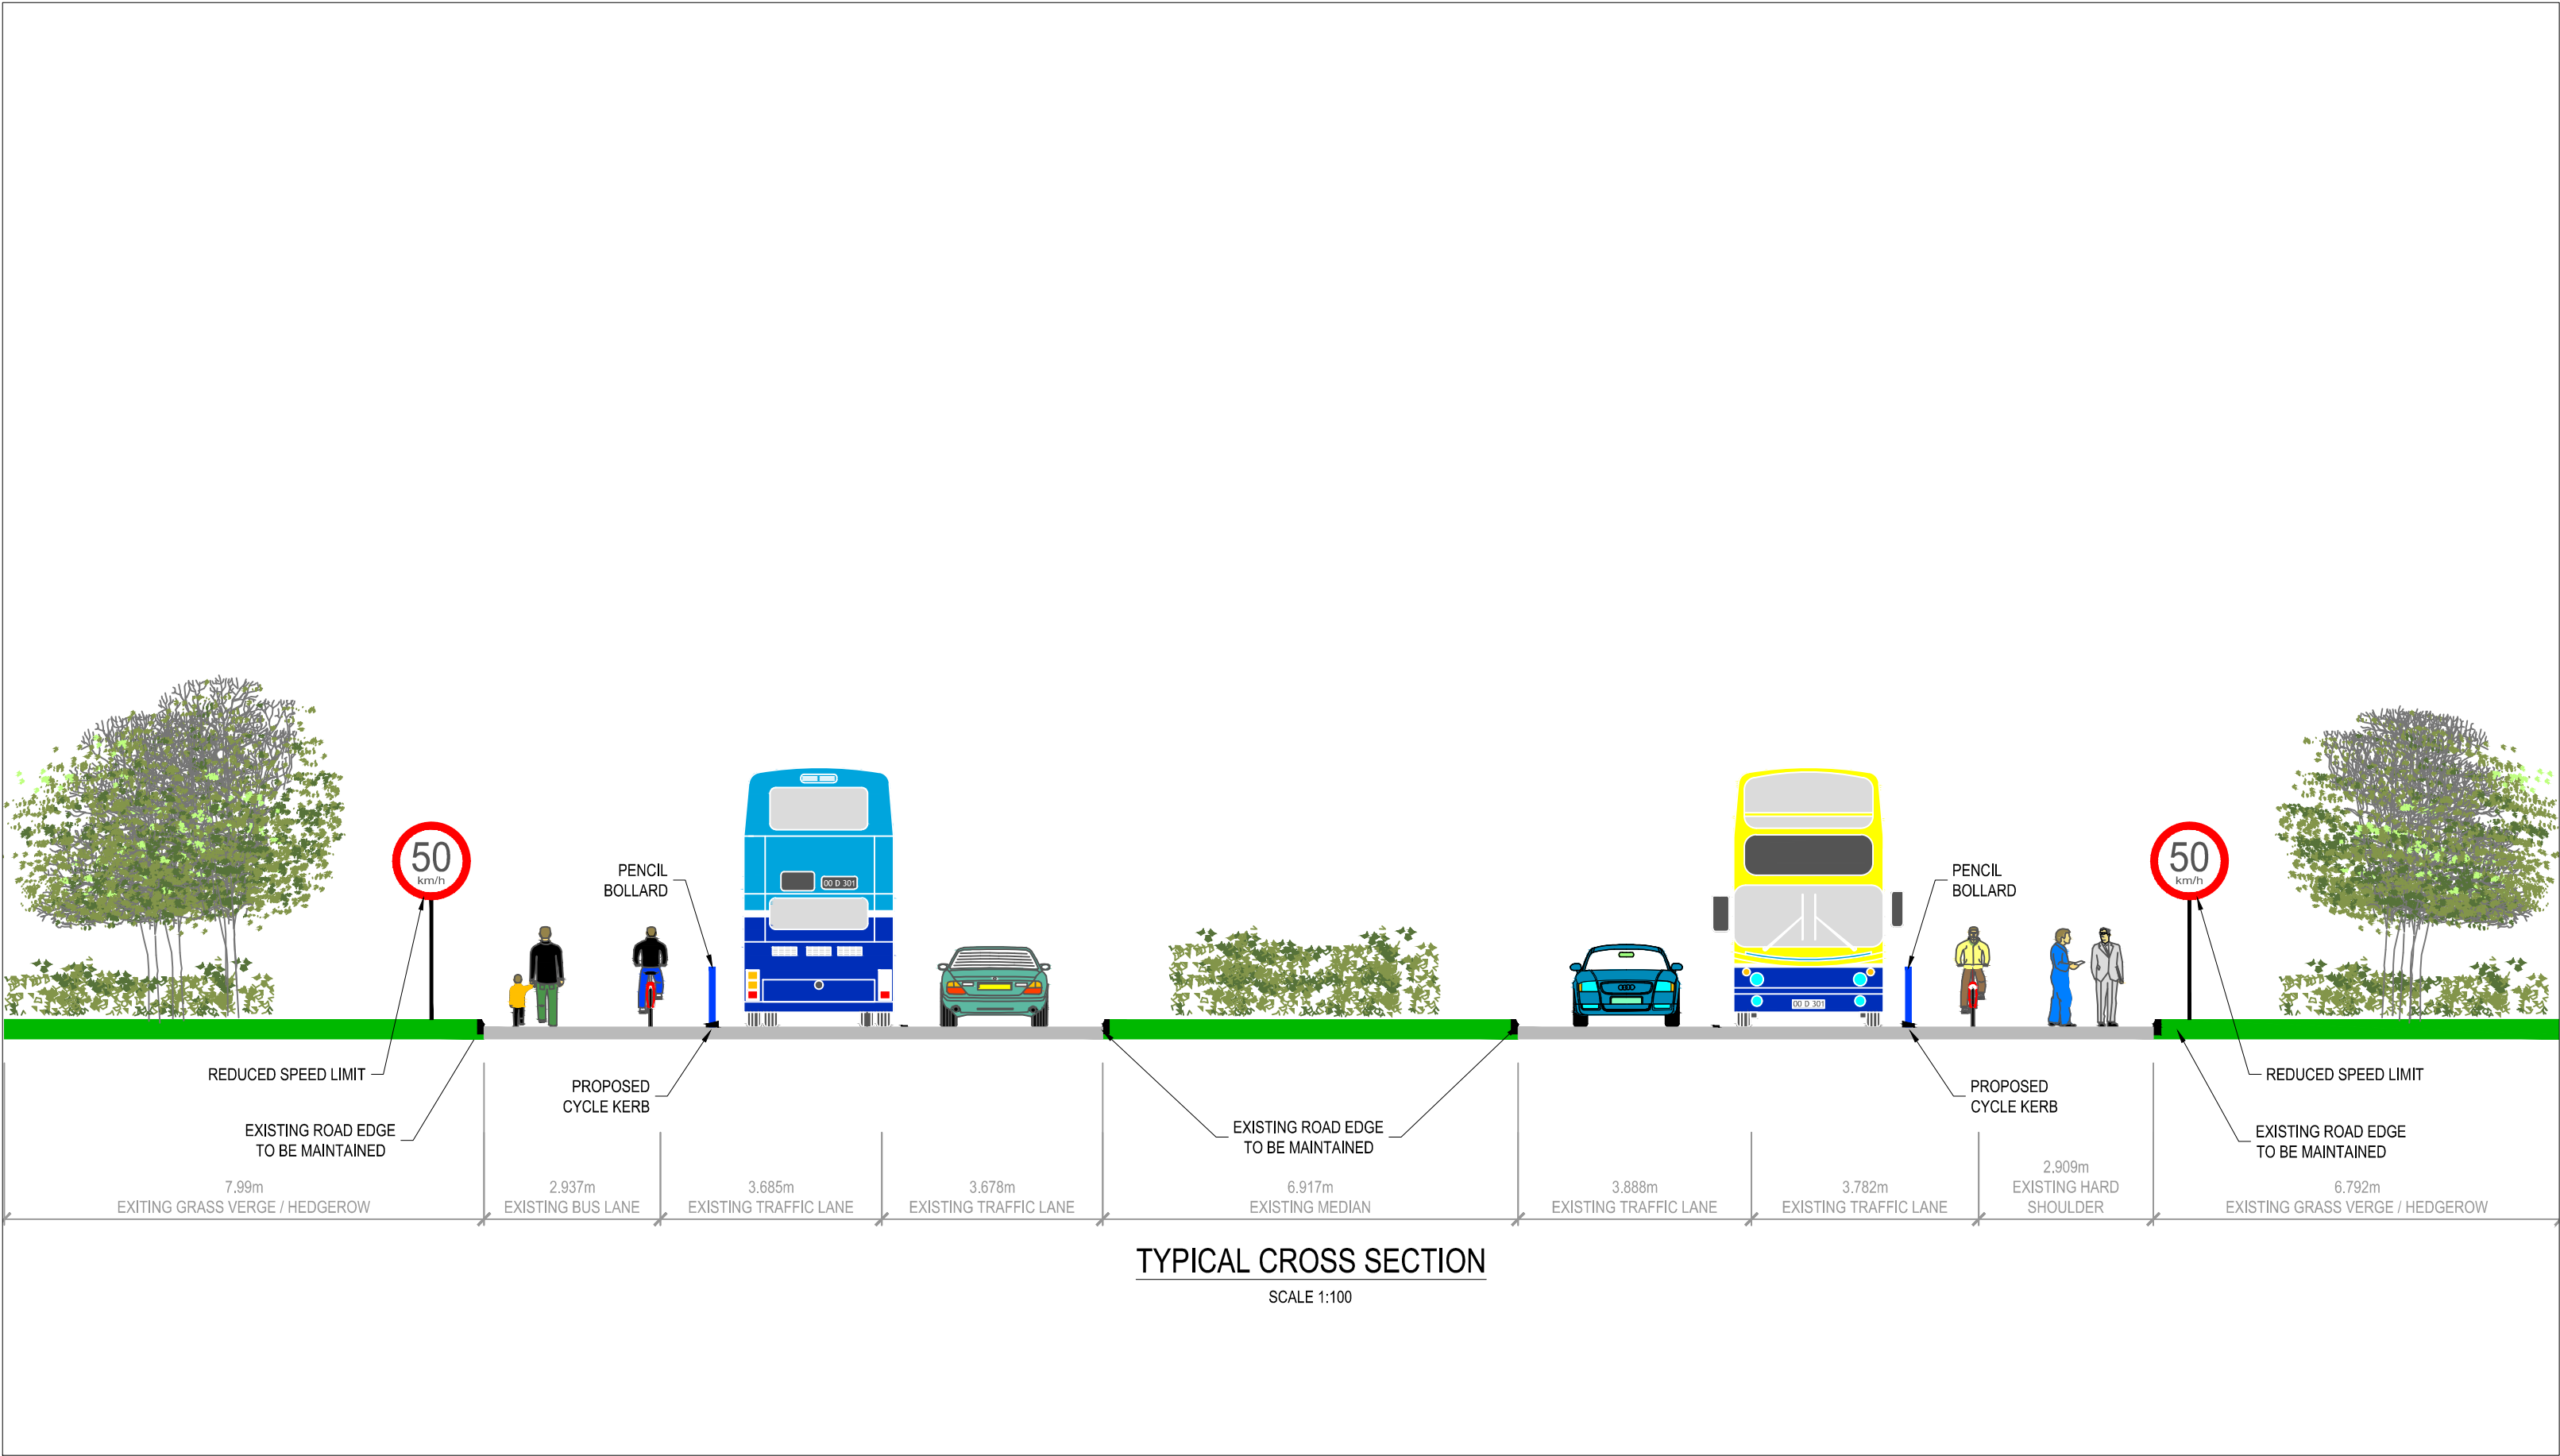 50
km/h
50
km/h
PENCIL
BOLLARD
00 D 301
PENCIL
BOLLARD
00 D 301
REDUCED SPEED LIMIT
PROPOSED
CYCLE KERB
EXISTING ROAD EDGE
TO BE MAINTAINED
EXISTING ROAD EDGE
TO BE MAINTAINED
PROPOSED
CYCLE KERB
REDUCED SPEED LIMIT
EXISTING ROAD EDGE
TO BE MAINTAINED
7.99m
EXITING GRASS VERGE / HEDGEROW
2.937m
EXISTING BUS LANE
3.685m
EXISTING TRAFFIC LANE
3.678m
EXISTING TRAFFIC LANE
6.917m
EXISTING MEDIAN
3.888m
EXISTING TRAFFIC LANE
3.782m
EXISTING TRAFFIC LANE
2.909m
EXISTING HARD
SHOULDER
6.792m
EXISTING GRASS VERGE / HEDGEROW
TYPICAL CROSS SECTION
SCALE 1:100